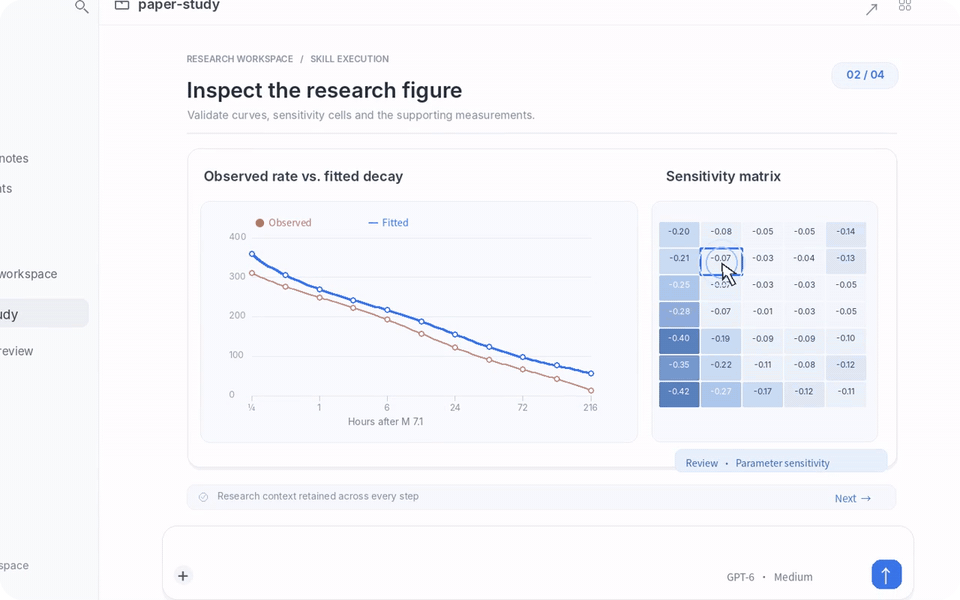 paper-study
notes
nts
workspace
udy
review
space
RESEARCH WORKSPACE / SKILL EXECUTION
Inspect the research figure
Validate curves, sensitivity cells and the supporting measurements.
02 / 04
Observed rate vs. fitted decay
Observed
Fitted
400
300
200
100
0
¼ 1 6 24 72 216
Hours after M 7.1
Sensitivity matrix
-0.20 -0.08 -0.05 -0.05 -0.14
-0.21 -0.07 -0.03 -0.04 -0.13
-0.25 -0.07 -0.03 -0.03 -0.05
-0.28 -0.07 -0.01 -0.03 -0.05
-0.40 -0.19 -0.09 -0.09 -0.10
-0.35 -0.22 -0.11 -0.08 -0.12
-0.42 -0.27 -0.17 -0.12 -0.11
Review · Parameter sensitivity
Research context retained across every step
Next →
GPT-6 · Medium